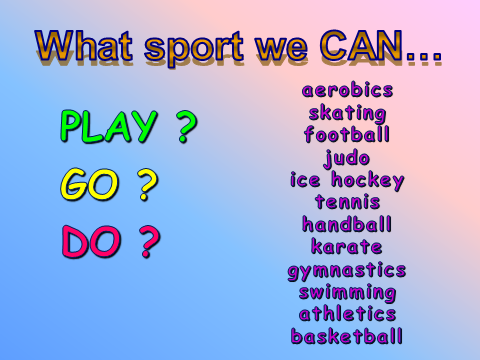 What sport we CAN...
PLAY ?
GO ?
DO ?
aerobics
skating
football
judo
ice hockey
tennis
handball
karate
gymnastics
swimming
athletics
basketball